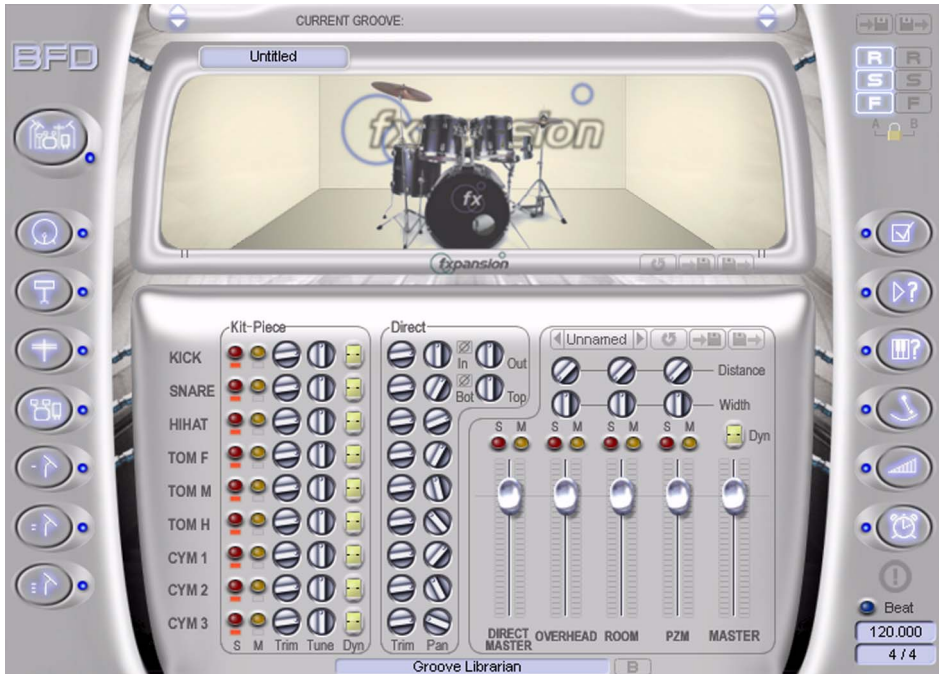 CURRENT GROOVE:
BFD
Untitled
R R
S S
F F
A B
fxpansion
fx
fxpansion
?
?
Kit-Piece
Direct
KICK
In
Out
Unnamed
Distance
SNARE
Bot
Top
Width
HIHAT
S M S M S M S M
Dyn
TOM F
TOM M
TOM H
CYM 1
CYM 2
CYM 3
S M Trim Tune Dyn
Trim Pan
DIRECT MASTER
OVERHEAD
ROOM
PZM
MASTER
!
Beat
120.000
4 / 4
Groove Librarian
B